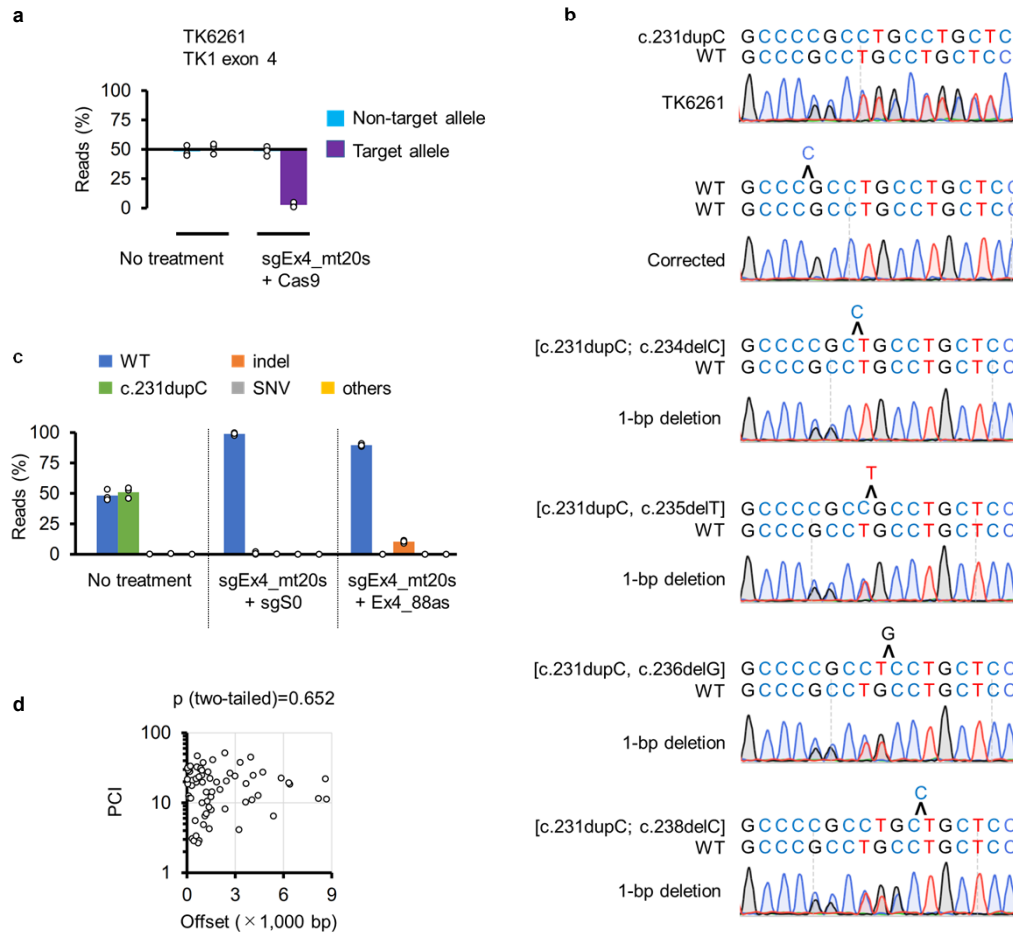 a
TK6261
TK1 exon 4
Reads (%)
100
75
50
25
0
Non-target allele
Target allele
No treatment
sgEx4_mt20s
+ Cas9
b
c.231dupC
GCCCCGCCTGCCTGCTC
WT
GCCCGCCTGCCTGCTCC
TK6261
C
∧
WT
GCCCGCCTGCCTGCTCC
WT
GCCCGCCTGCCTGCTCC
Corrected
C
∧
[c.231dupC; c.234delC]
GCCCCGCTGCCTGCTCC
WT
GCCCGCCTGCCTGCTCC
1-bp deletion
T
∧
[c.231dupC, c.235delT]
GCCCCGCCGCCTGCTCC
WT
GCCCGCCTGCCTGCTCC
1-bp deletion
G
∧
[c.231dupC, c.236delG]
GCCCCGCCTCCTGCTCC
WT
GCCCGCCTGCCTGCTCC
1-bp deletion
C
∧
[c.231dupC; c.238delC]
GCCCCGCCTGCTGCTCC
WT
GCCCGCCTGCCTGCTCC
1-bp deletion
c
WT
indel
c.231dupC
SNV
others
Reads (%)
100
75
50
25
0
No treatment
sgEx4_mt20s
+ sgS0
sgEx4_mt20s
+ Ex4_88as
d
p (two-tailed)=0.652
PCI
100
10
1
0 3 6 9
Offset (×1,000 bp)